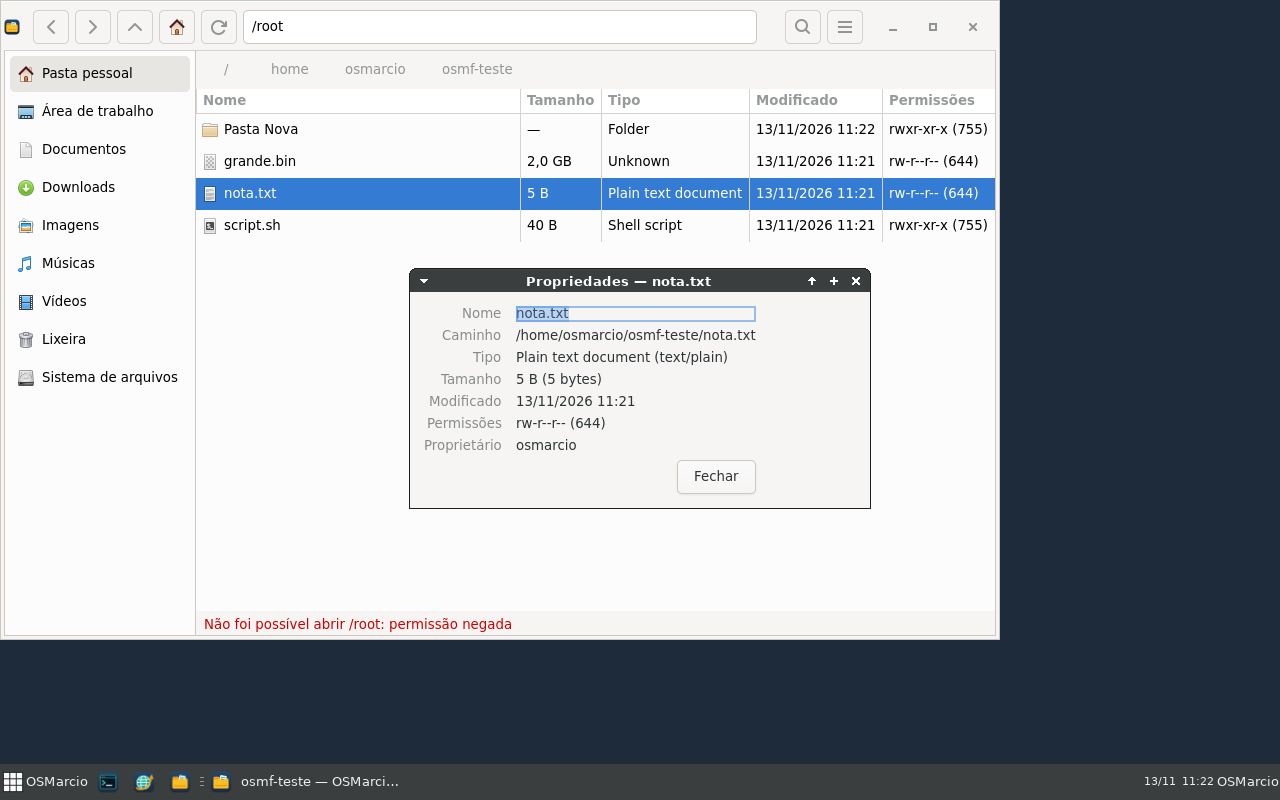 /root
Pasta pessoal
Área de trabalho
Documentos
Downloads
Imagens
Músicas
Vídeos
Lixeira
Sistema de arquivos
/ home osmarcio osmf-teste
Nome Tamanho Tipo Modificado Permissões
Pasta Nova — Folder 13/11/2026 11:22 rwxr-xr-x (755)
grande.bin 2,0 GB Unknown 13/11/2026 11:21 rw-r--r-- (644)
nota.txt 5 B Plain text document 13/11/2026 11:21 rw-r--r-- (644)
script.sh 40 B Shell script 13/11/2026 11:21 rwxr-xr-x (755)
Propriedades — nota.txt
Nome nota.txt
Caminho /home/osmarcio/osmf-teste/nota.txt
Tipo Plain text document (text/plain)
Tamanho 5 B (5 bytes)
Modificado 13/11/2026 11:21
Permissões rw-r--r-- (644)
Proprietário osmarcio
Fechar
Não foi possível abrir /root: permissão negada
OSMarcio osmf-teste — OSMarci... 13/11 11:22 OSMarcio